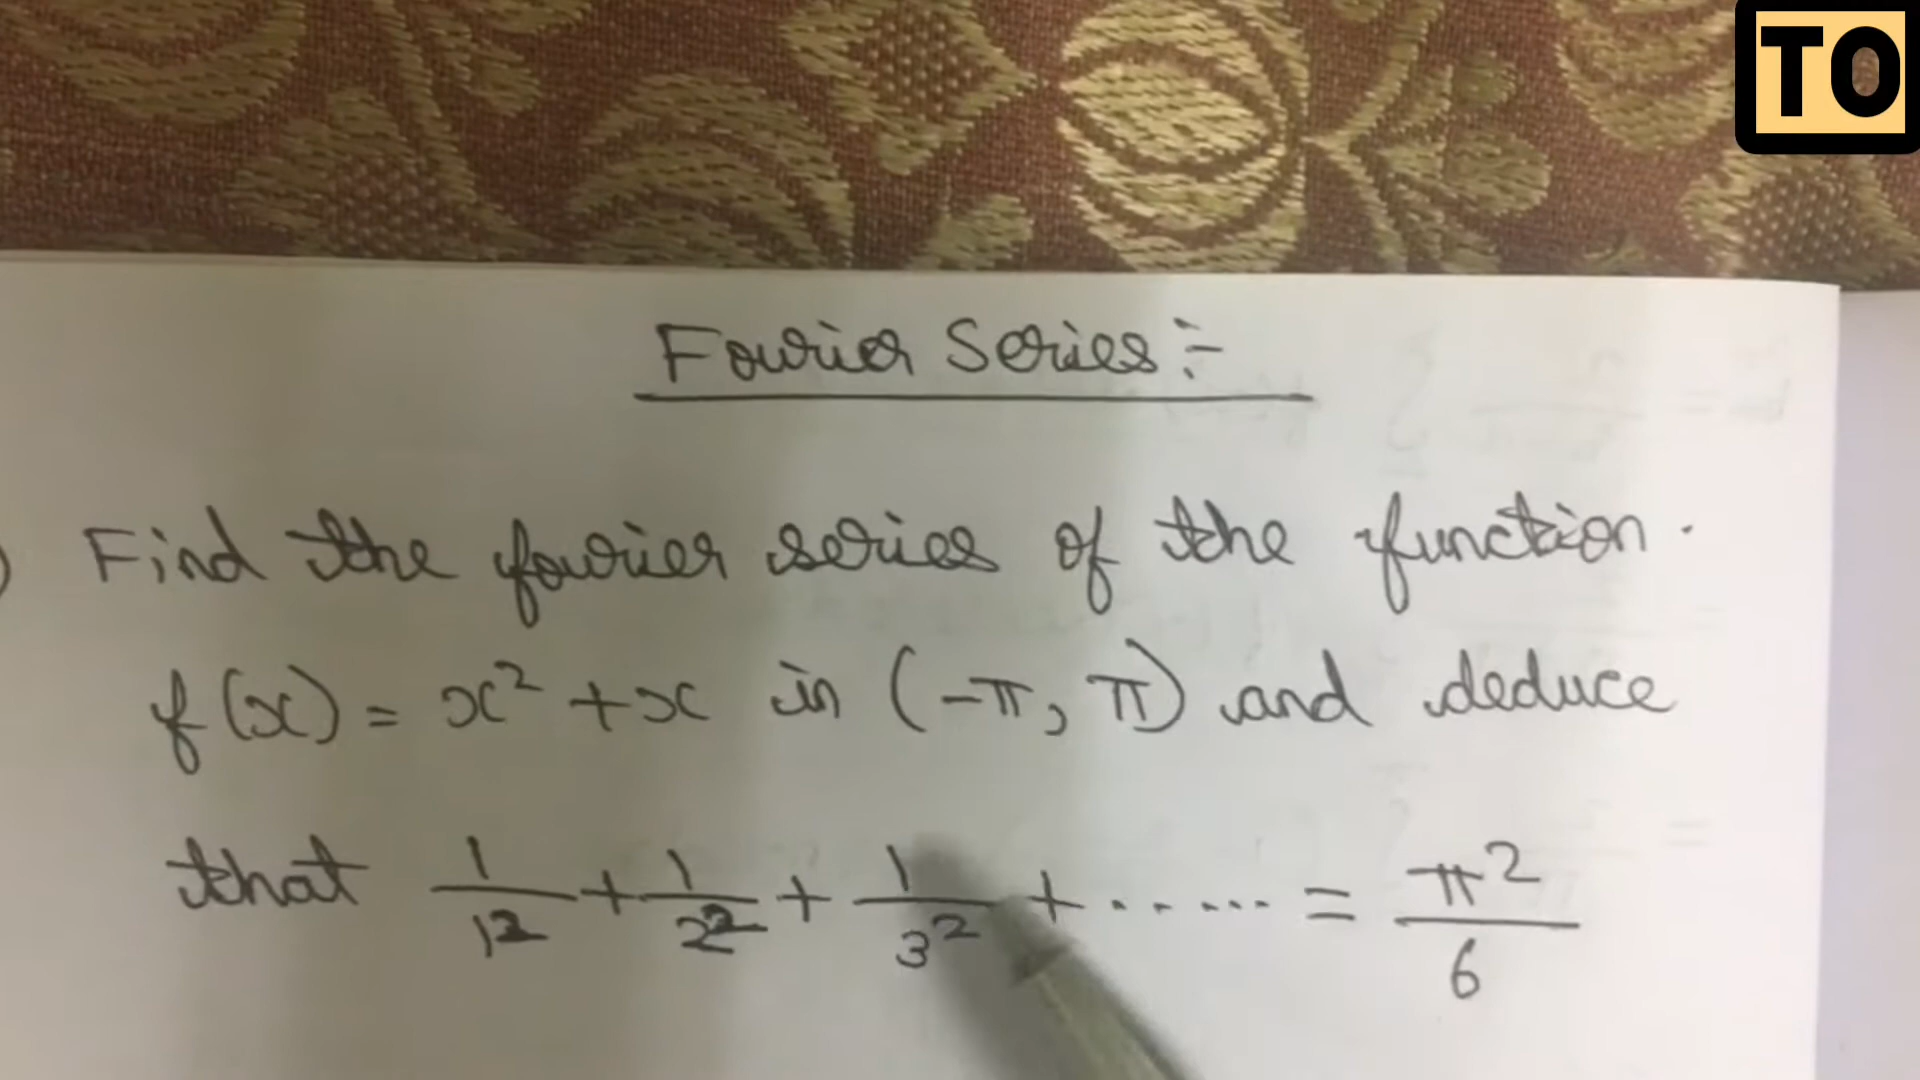 TO
Fourier Series:-
) Find the fourier series of the function.
f(x) = x² + x in (-π, π) and deduce
that 1/1² + 1/2² + 1/3² + ...... = π²/6